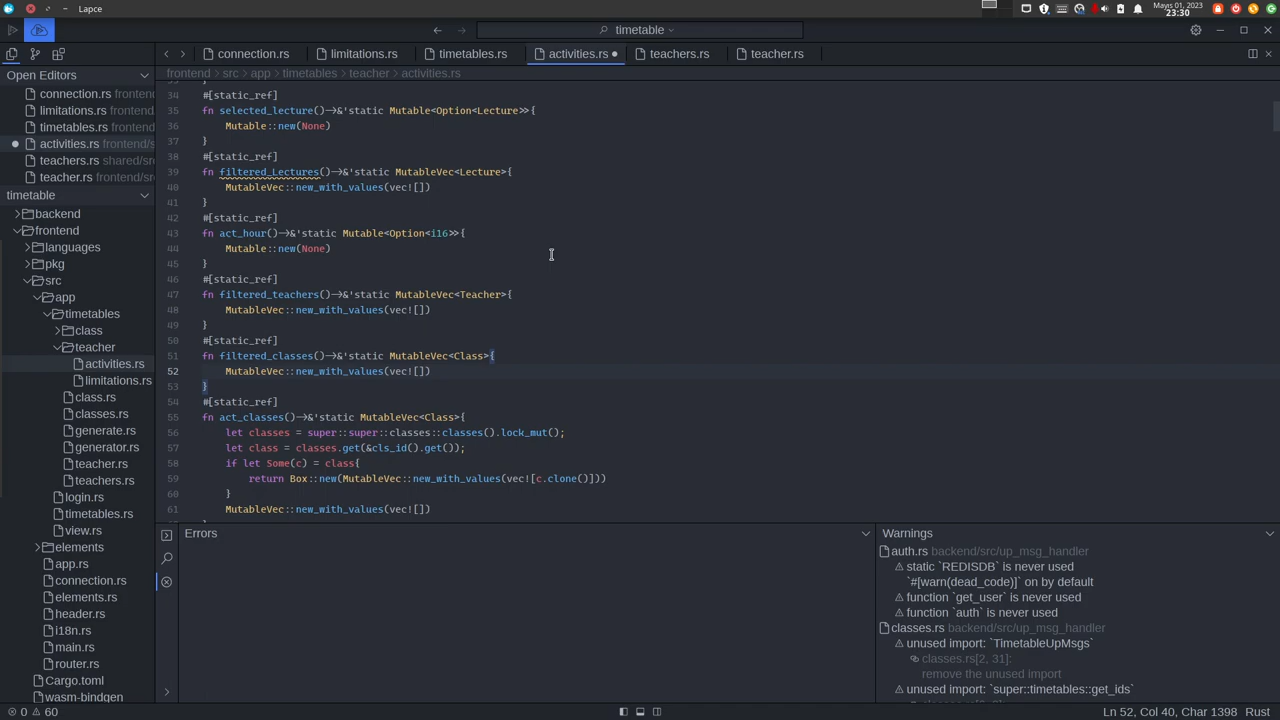 Lapce
Mayıs 01, 2023
23:30
timetable
connection.rs
limitations.rs
timetables.rs
activities.rs
teachers.rs
teacher.rs
Open Editors
connection.rs frontend
limitations.rs frontend
timetables.rs frontend
activities.rs frontend/s
teachers.rs shared/src
teacher.rs frontend/src
timetable
backend
frontend
languages
pkg
src
app
timetables
class
teacher
activities.rs
limitations.rs
class.rs
classes.rs
generate.rs
generator.rs
teacher.rs
teachers.rs
login.rs
timetables.rs
view.rs
elements
app.rs
connection.rs
elements.rs
header.rs
i18n.rs
main.rs
router.rs
Cargo.toml
wasm-bindgen
frontend > src > app > timetables > teacher > activities.rs
34 #[static_ref]
35 fn selected_lecture()->&'static Mutable<Option<Lecture>>{
36 Mutable::new(None)
37 }
38 #[static_ref]
39 fn filtered_Lectures()->&'static MutableVec<Lecture>{
40 MutableVec::new_with_values(vec![])
41 }
42 #[static_ref]
43 fn act_hour()->&'static Mutable<Option<i16>>{
44 Mutable::new(None)
45 }
46 #[static_ref]
47 fn filtered_teachers()->&'static MutableVec<Teacher>{
48 MutableVec::new_with_values(vec![])
49 }
50 #[static_ref]
51 fn filtered_classes()->&'static MutableVec<Class>{
52 MutableVec::new_with_values(vec![])
53 }
54 #[static_ref]
55 fn act_classes()->&'static MutableVec<Class>{
56 let classes = super::super::classes::classes().lock_mut();
57 let class = classes.get(&cls_id().get());
58 if let Some(c) = class{
59 return Box::new(MutableVec::new_with_values(vec![c.clone()]))
60 }
61 MutableVec::new_with_values(vec![])
Errors
Warnings
auth.rs backend/src/up_msg_handler
static `REDISDB` is never used
`#[warn(dead_code)]` on by default
function `get_user` is never used
function `auth` is never used
classes.rs backend/src/up_msg_handler
unused import: `TimetableUpMsgs`
classes.rs[2, 31]:
remove the unused import
unused import: `super::timetables::get_ids`
0 60
Ln 52, Col 40, Char 1398 Rust